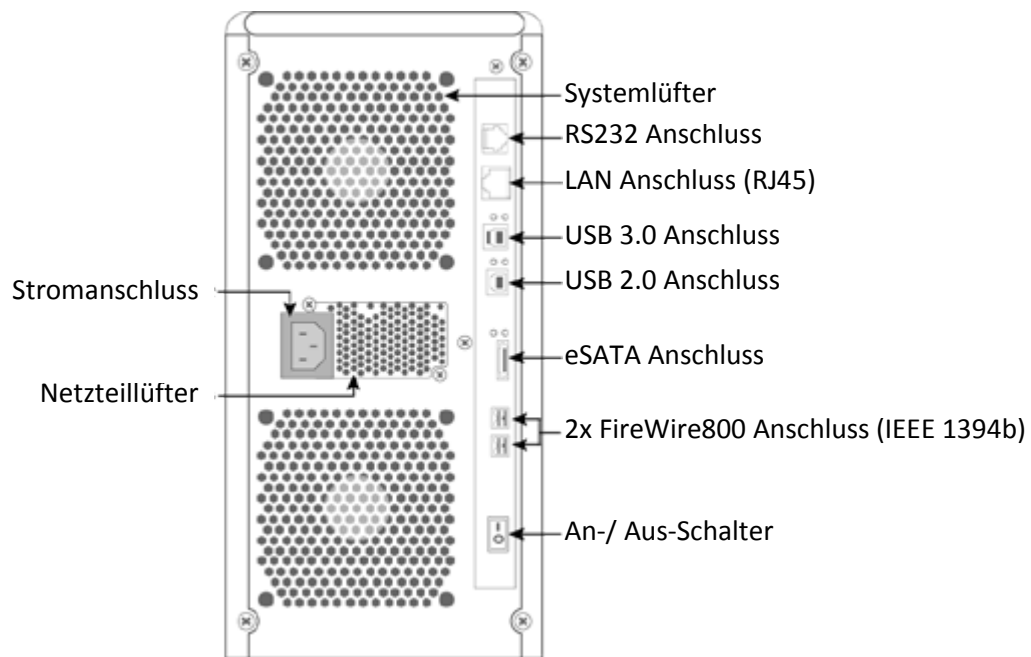 Systemlüfter
RS232 Anschluss
LAN Anschluss (RJ45)
USB 3.0 Anschluss
USB 2.0 Anschluss
Stromanschluss
eSATA Anschluss
Netzteillüfter
2x FireWire800 Anschluss (IEEE 1394b)
An-/ Aus-Schalter